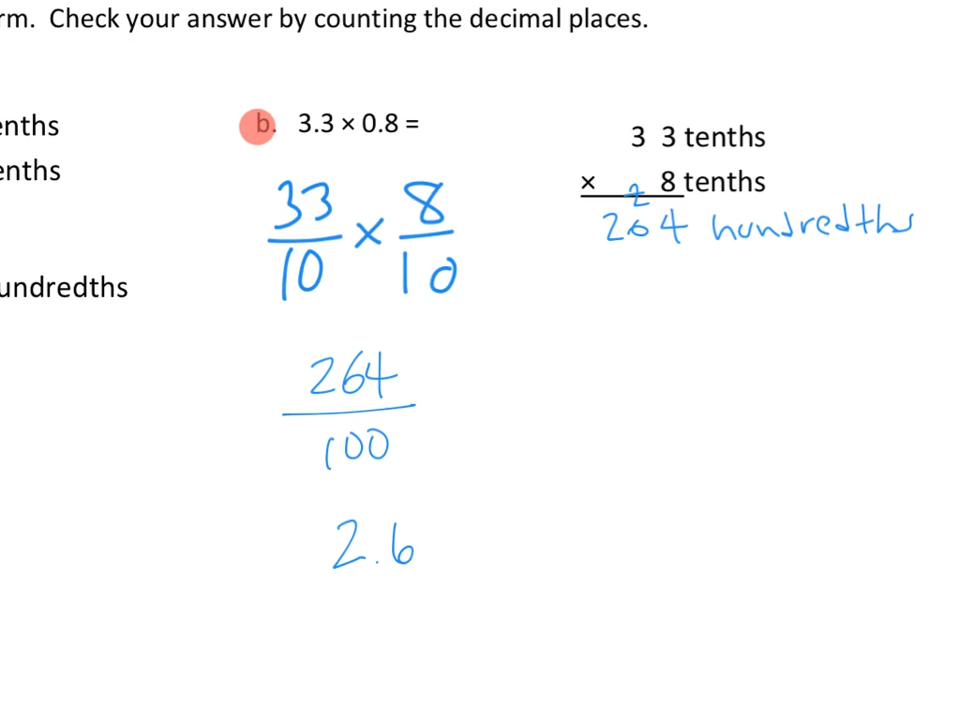 rm. Check your answer by counting the decimal places.
enths
enths
undredths
b. 3.3 × 0.8 =
33/10 × 8/10
264/100
2.6
3 3 tenths
× 8 tenths
2
264 hundredths